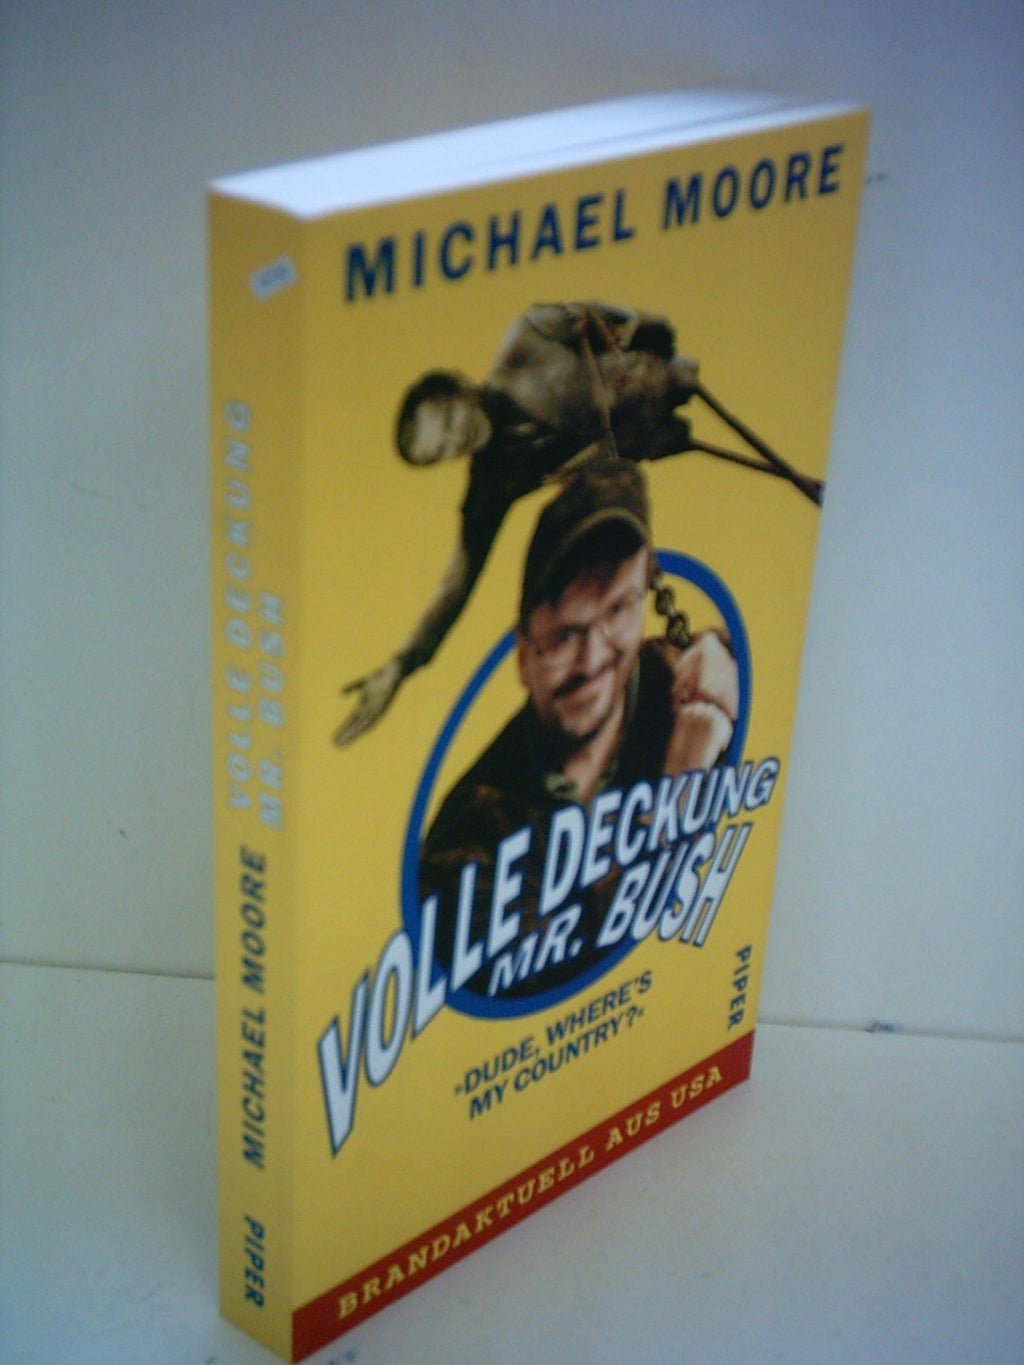 MICHAEL MOORE
VOLLE DECKUNG
MR. BUSH
»DUDE, WHERE'S
MY COUNTRY?«
PIPER
BRANDAKTUELL AUS USA
VOLLE DECKUNG
MR. BUSH
MICHAEL MOORE
PIPER